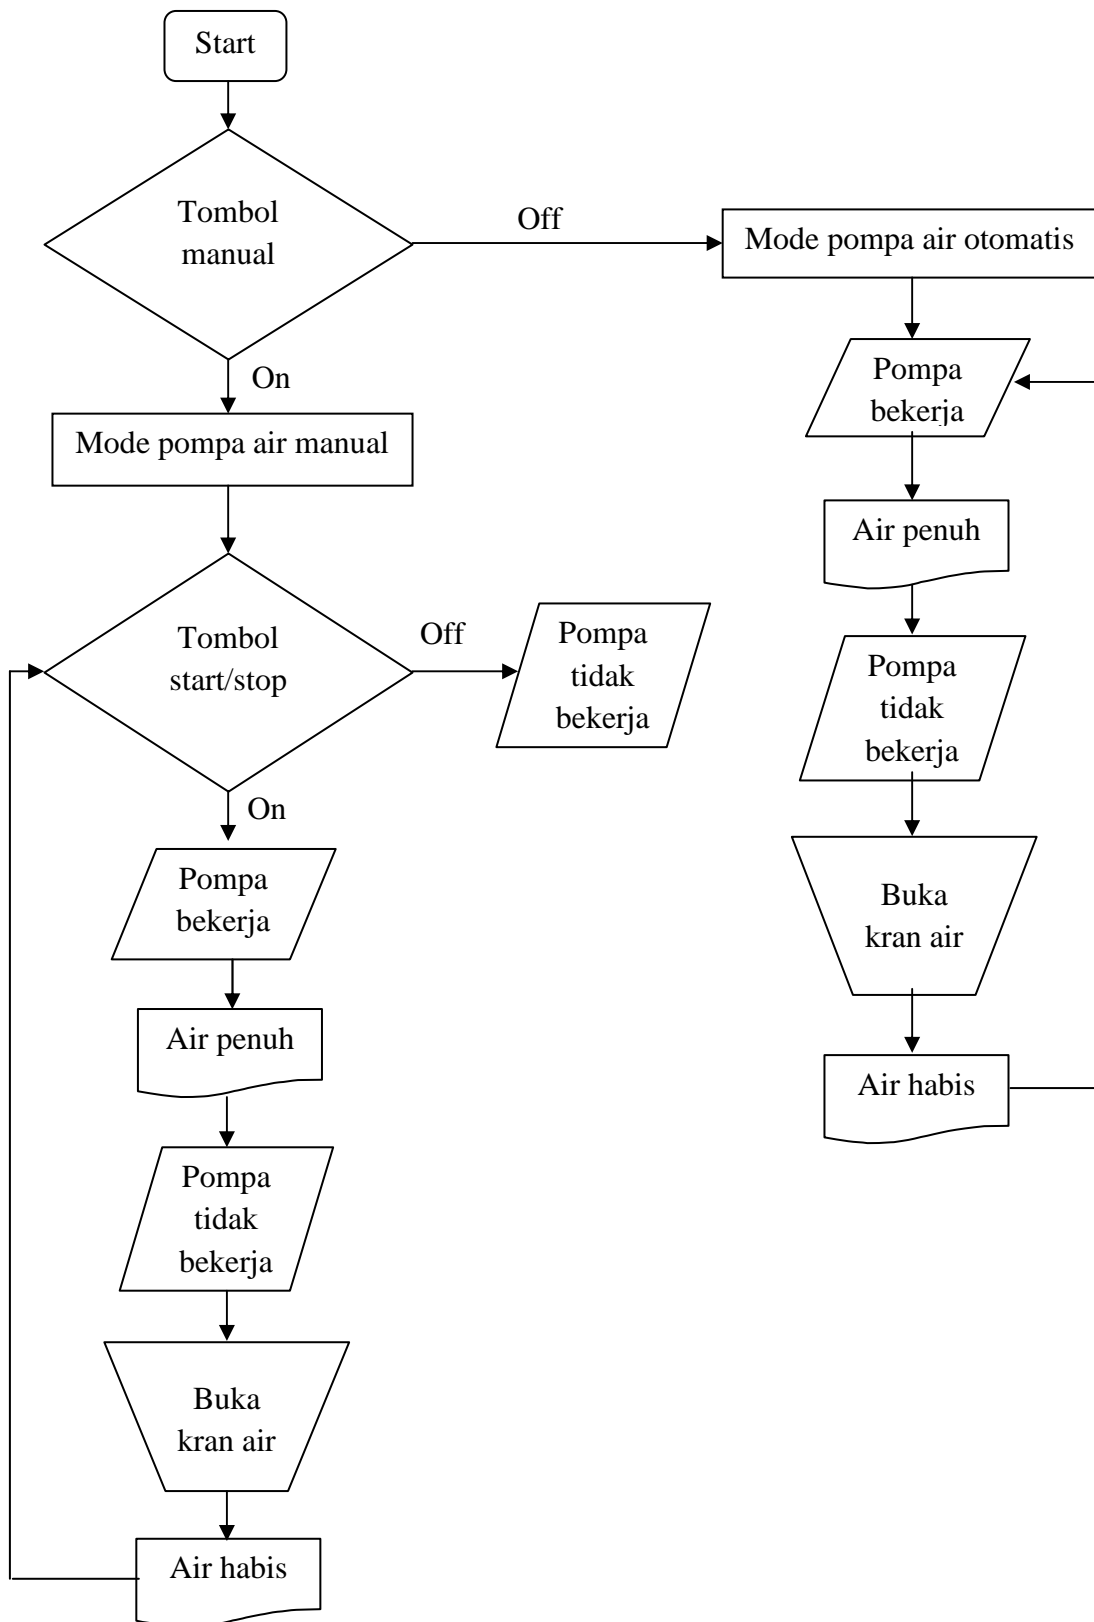 Start
Tombol
manual
Off
Mode pompa air otomatis
On
Mode pompa air manual
Tombol
start/stop
Off
Pompa
tidak
bekerja
On
Pompa
bekerja
Air penuh
Pompa
tidak
bekerja
Buka
kran air
Air habis
Pompa
bekerja
Air penuh
Pompa
tidak
bekerja
Buka
kran air
Air habis